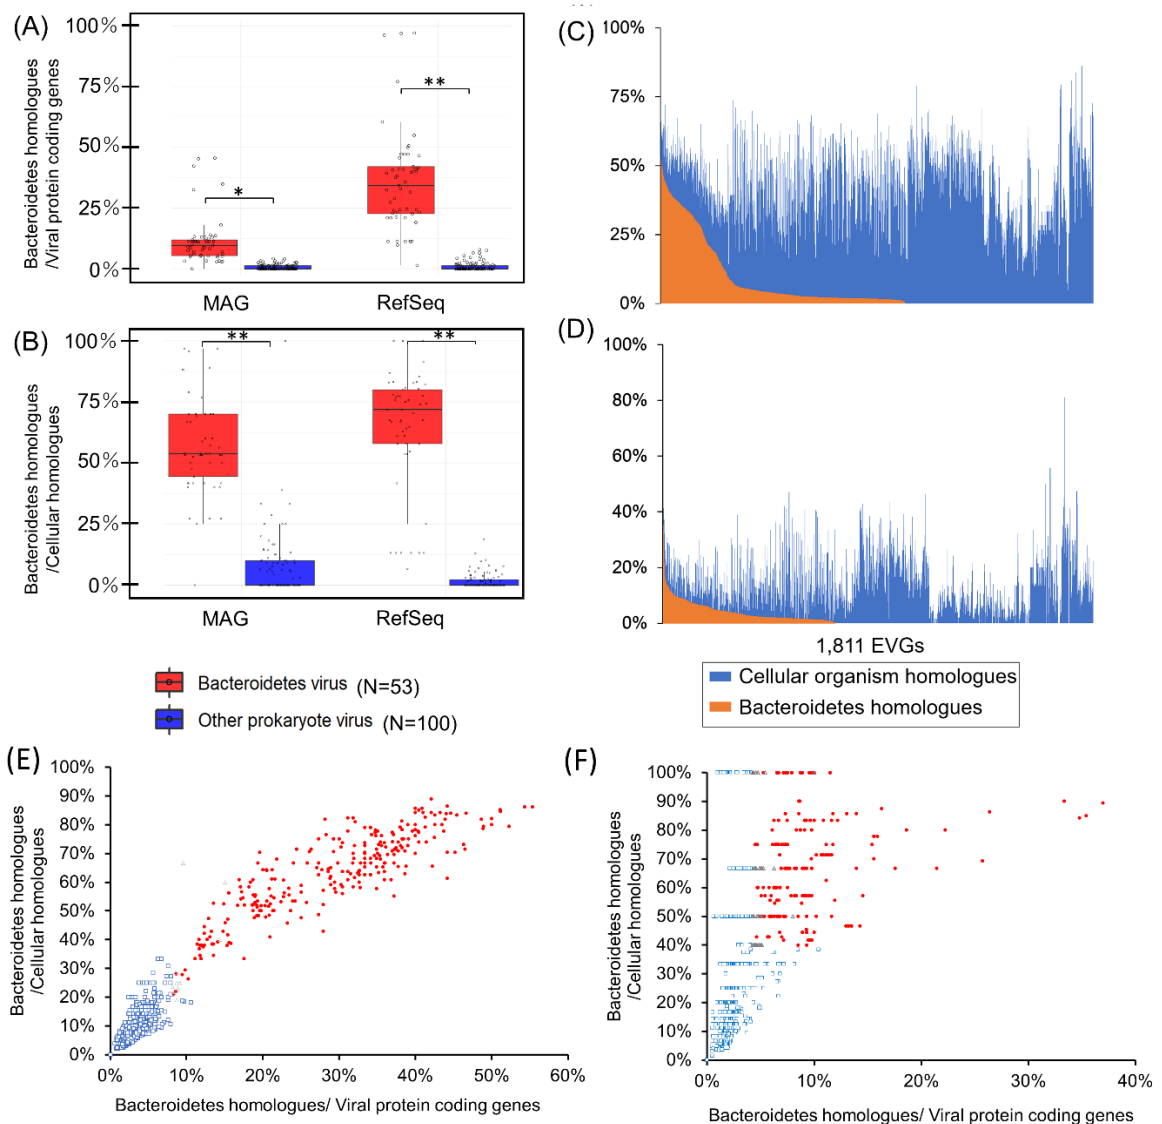 (A)
100%
75%
50%
25%
0%
Bacteroidetes homologues
/Viral protein coding genes
*
**
MAG
RefSeq
(B)
100%
75%
50%
25%
0%
Bacteroidetes homologues
/Cellular homologues
**
**
MAG
RefSeq
Bacteroidetes virus (N=53)
Other prokaryote virus (N=100)
(C)
100%
75%
50%
25%
0%
(D)
100%
80%
60%
40%
20%
0%
1,811 EVGs
Cellular organism homologues
Bacteroidetes homologues
(E)
100%
90%
80%
70%
60%
50%
40%
30%
20%
10%
0%
Bacteroidetes homologues
/Cellular homologues
0%
10%
20%
30%
40%
50%
60%
Bacteroidetes homologues/ Viral protein coding genes
(F)
100%
90%
80%
70%
60%
50%
40%
30%
20%
10%
0%
Bacteroidetes homologues
/Cellular homologues
0%
10%
20%
30%
40%
Bacteroidetes homologues/ Viral protein coding genes